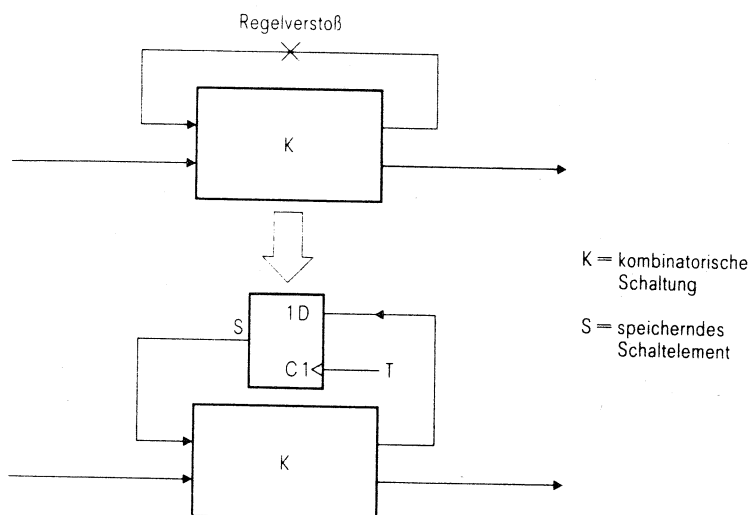 Regelverstoß
K
K = kombinatorische
Schaltung
S = speicherndes
Schaltelement
S
1D
C1
T
K